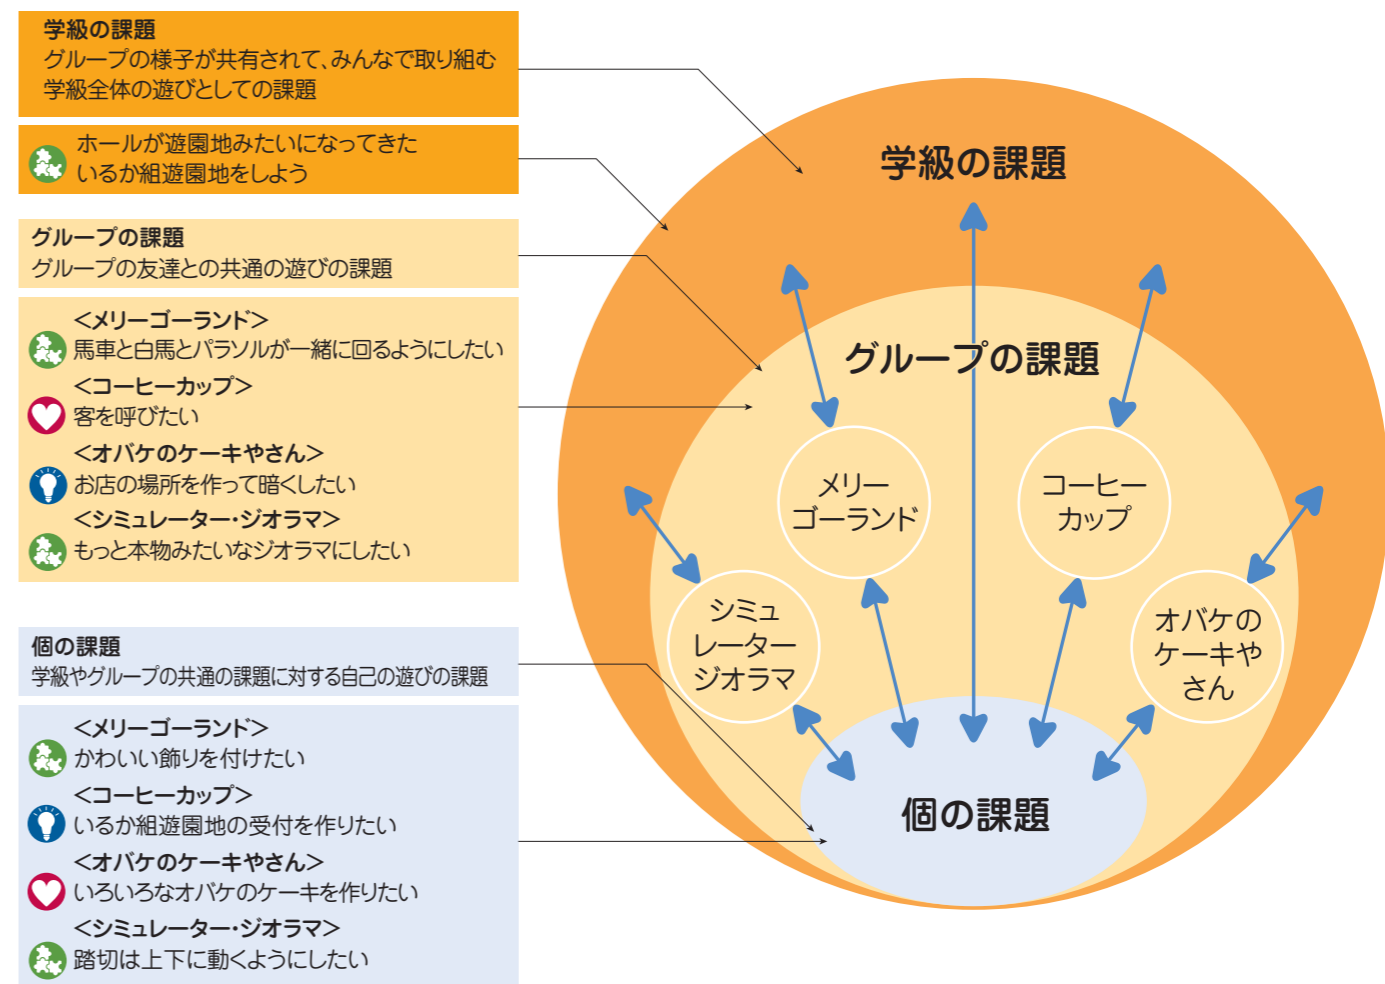 学級の課題
グループの様子が共有されて、みんなで取り組む
学級全体の遊びとしての課題
ホールが遊園地みたいになってきた
いるか組遊園地をしよう
グループの課題
グループの友達との共通の遊びの課題
＜メリーゴーランド＞
馬車と白馬とパラソルが一緒に回るようにしたい
＜コーヒーカップ＞
客を呼びたい
＜オバケのケーキやさん＞
お店の場所を作って暗くしたい
＜シミュレーター・ジオラマ＞
もっと本物みたいなジオラマにしたい
個の課題
学級やグループの共通の課題に対する自己の遊びの課題
＜メリーゴーランド＞
かわいい飾りを付けたい
＜コーヒーカップ＞
いるか組遊園地の受付を作りたい
＜オバケのケーキやさん＞
いろいろなオバケのケーキを作りたい
＜シミュレーター・ジオラマ＞
踏切は上下に動くようにしたい
学級の課題
グループの課題
メリー
ゴーランド
コーヒー
カップ
シミュ
レーター
ジオラマ
オバケの
ケーキや
さん
個の課題